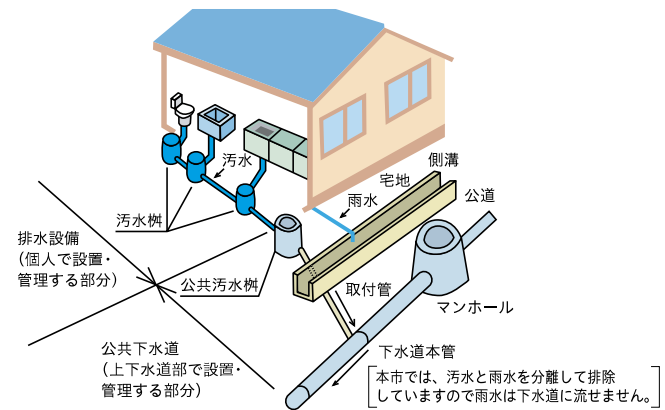 汚水
側溝
宅地
公道
雨水
汚水桝
排水設備
（個人で設置・
管理する部分）
公共汚水桝
取付管
マンホール
公共下水道
（上下水道部で設置・
管理する部分）
下水道本管
本市では、汚水と雨水を分離して排除
していますので雨水は下水道に流せません。